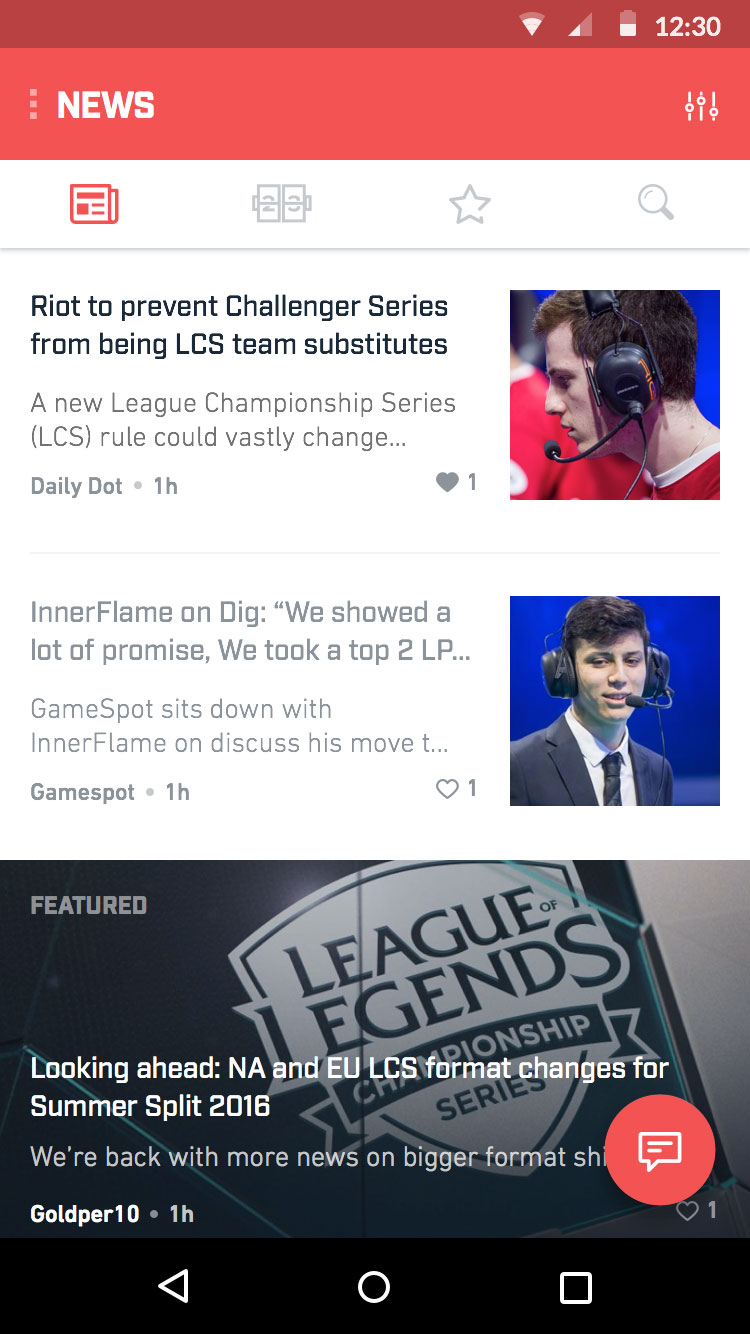 12:30
NEWS
23
Riot to prevent Challenger Series
from being LCS team substitutes
A new League Championship Series
(LCS) rule could vastly change...
Daily Dot • 1h
1
InnerFlame on Dig: “We showed a
lot of promise, We took a top 2 LP...
GameSpot sits down with
InnerFlame on discuss his move t...
Gamespot • 1h
1
FEATURED
LEAGUE OF
LEGENDS
CHAMPIONSHIP
SERIES
Looking ahead: NA and EU LCS format changes for
Summer Split 2016
We’re back with more news on bigger format shi
Goldper10 • 1h
1